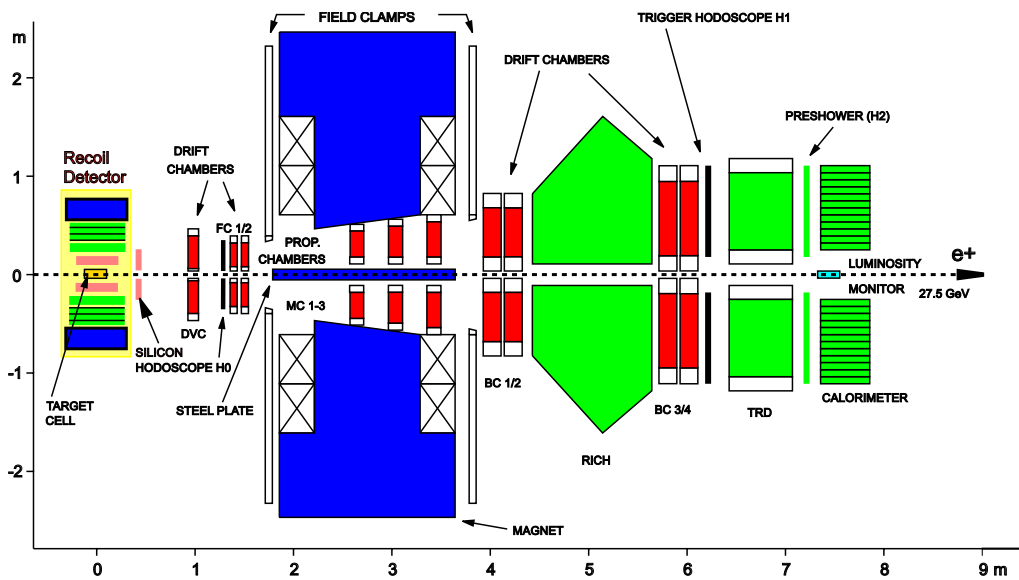 FIELD CLAMPS
TRIGGER HODOSCOPE H1
m
DRIFT CHAMBERS
2
PRESHOWER (H2)
Recoil
Detector
DRIFT
CHAMBERS
1
FC 1/2
PROP.
CHAMBERS
e+
0
LUMINOSITY
MONITOR
27.5 GeV
MC 1-3
DVC
SILICON
HODOSCOPE H0
-1
BC 1/2
TARGET
CELL
STEEL PLATE
BC 3/4
TRD
CALORIMETER
RICH
-2
MAGNET
0 1 2 3 4 5 6 7 8 9 m